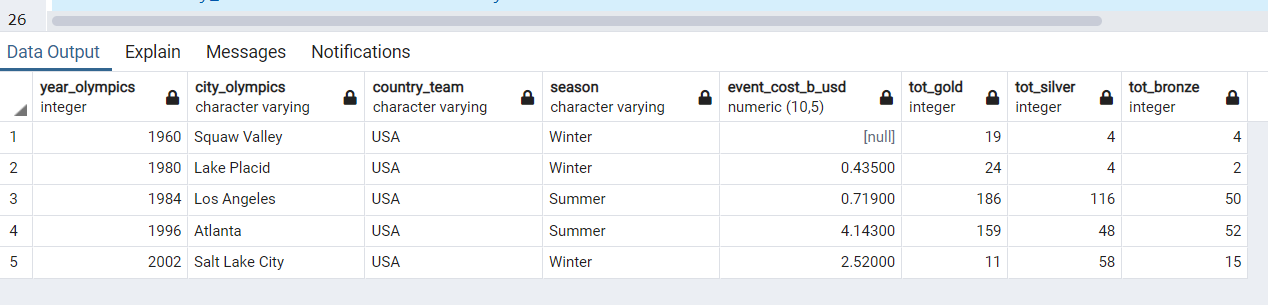 26
Data Output Explain Messages Notifications
year_olympics city_olympics country_team season event_cost_b_usd tot_gold tot_silver tot_bronze
integer character varying character varying character varying numeric (10,5) integer integer integer
1 1960 Squaw Valley USA Winter [null] 19 4 4
2 1980 Lake Placid USA Winter 0.43500 24 4 2
3 1984 Los Angeles USA Summer 0.71900 186 116 50
4 1996 Atlanta USA Summer 4.14300 159 48 52
5 2002 Salt Lake City USA Winter 2.52000 11 58 15